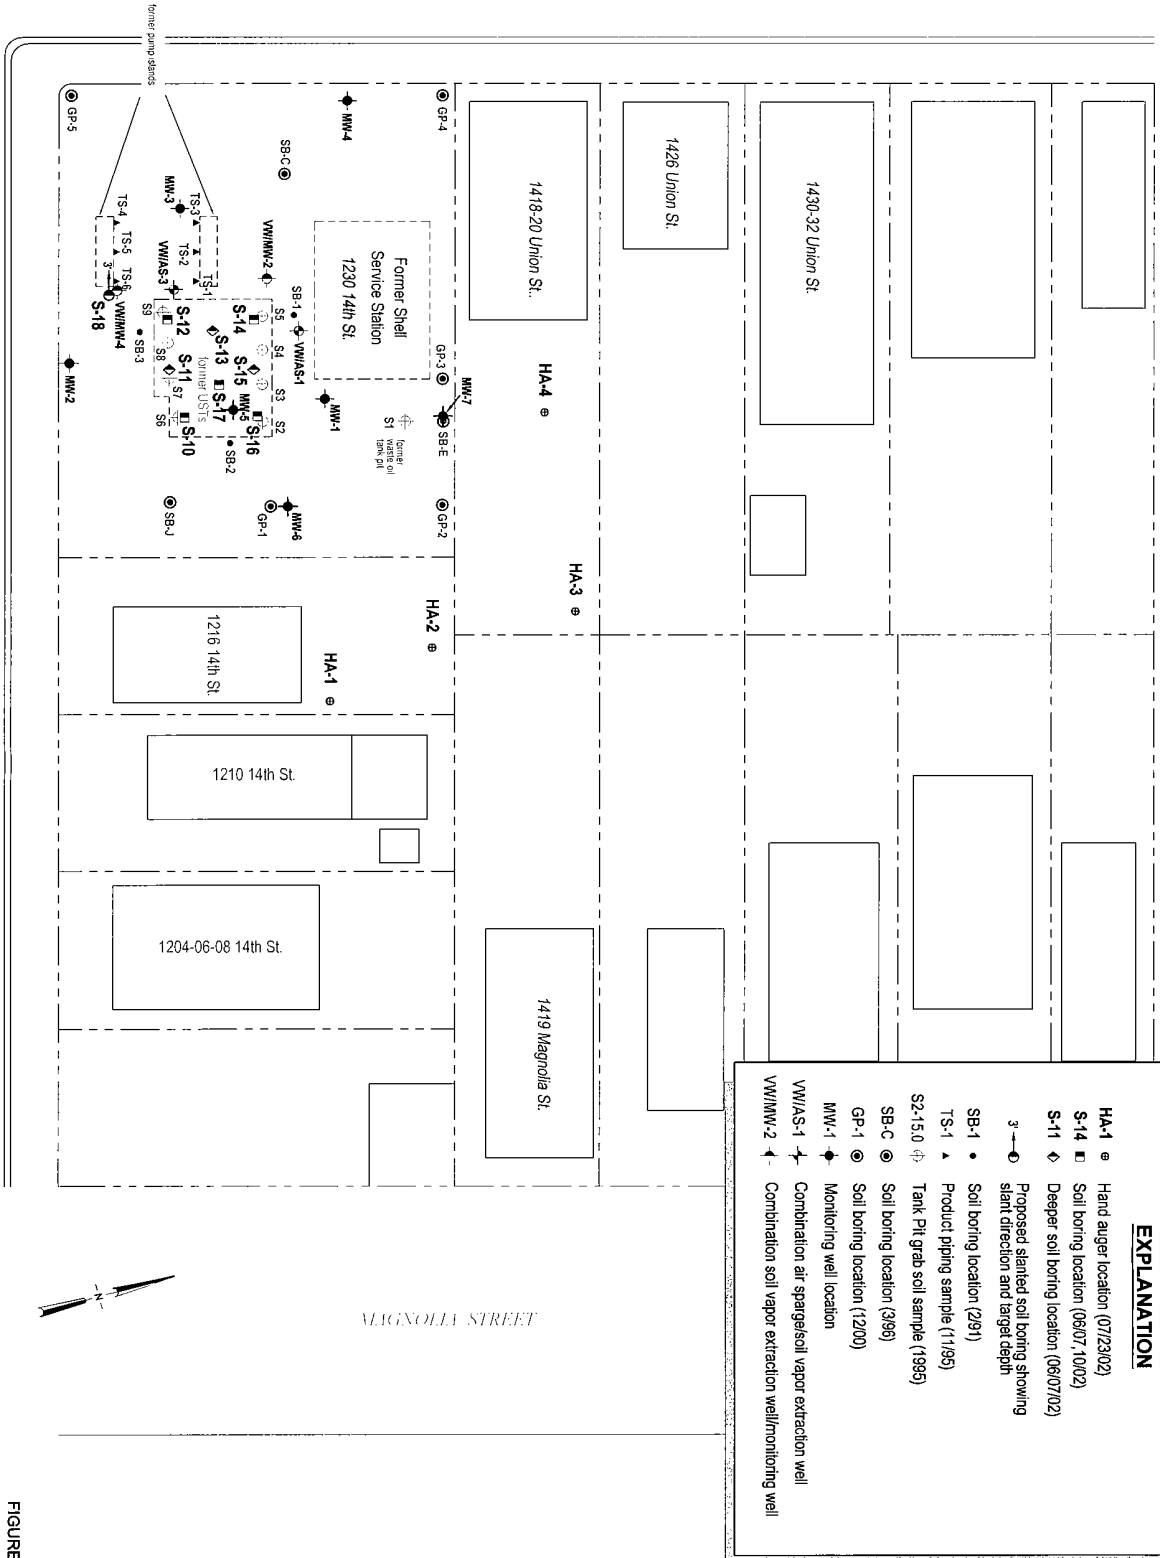 EXPLANATION
HA-1 Hand auger location (07/23/02)
S-14 Soil boring location (06/07,10/02)
S-11 Deeper soil boring location (06/07/02)
3' Proposed slanted soil boring showing
slant direction and target depth
SB-1 Soil boring location (2/91)
TS-1 Product piping sample (11/95)
S2-15.0 Tank Pit grab soil sample (1995)
SB-C Soil boring location (3/96)
GP-1 Soil boring location (12/00)
MW-1 Monitoring well location
VW/AS-1 Combination air sparge/soil vapor extraction well
VW/MW-2 Combination soil vapor extraction well/monitoring well
1430-32 Union St.
1426 Union St.
1418-20 Union St..
HA-4
HA-3
HA-2
HA-1
1419 Magnolia St.
GP-4
GP-3
MW-7
SB-E
GP-2
Former Shell
Service Station
1230 14th St.
former
waste oil
tank pit
S1
MW-4
SB-C
VW/MW-2
SB-1
VW/AS-1
MW-1
MW-6
GP-1
S5
S4
S3
S2
S-14
S-13
S-15
S-17
MW-5
S-16
SB-2
former USTs
S-12
S-11
S-10
S9
S8
S7
S6
SB-J
SB-3
TS-3
TS-2
TS-1
MW-3
VW/AS-3
TS-4
TS-5
TS-6
3'
VW/MW-4
S-18
GP-5
MW-2
former pump islands
1216 14th St.
1210 14th St.
1204-06-08 14th St.
MAGNOLIA STREET
N
FIGURE